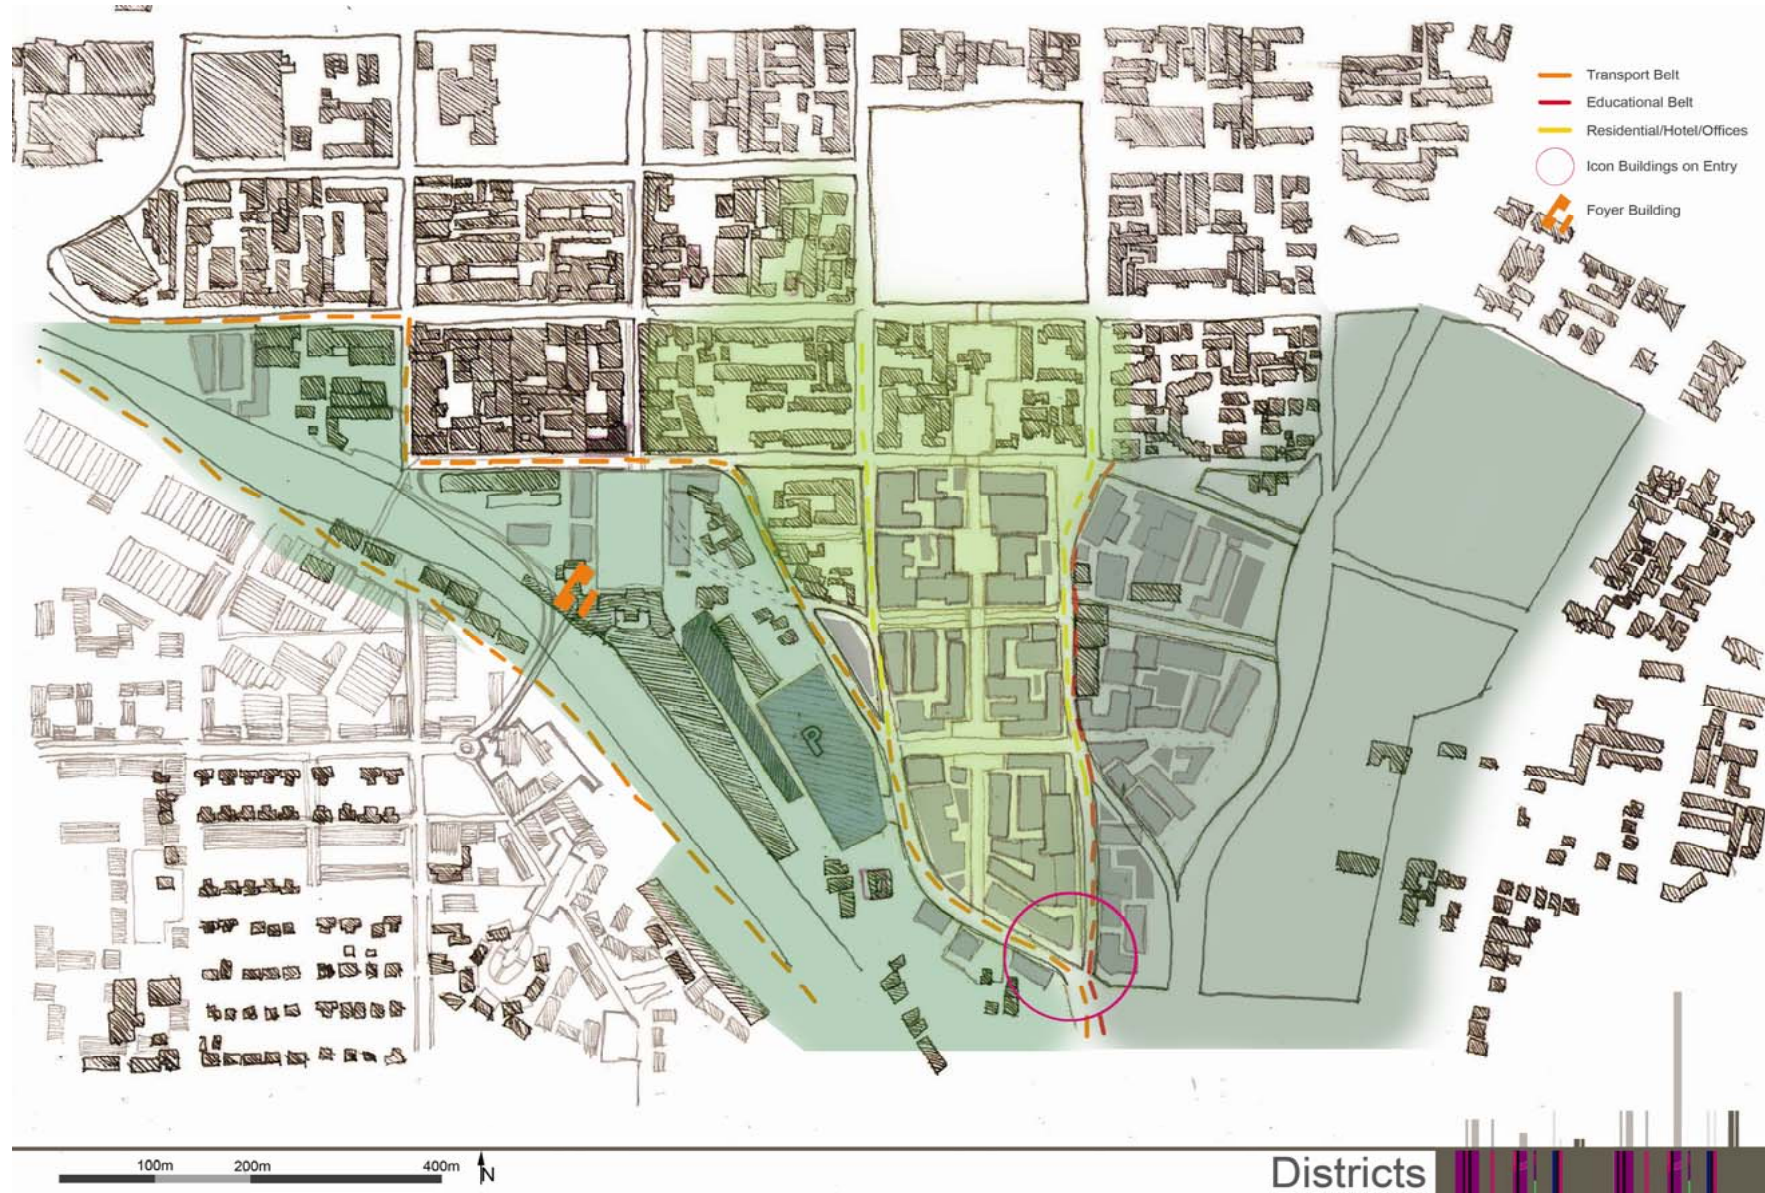 Transport Belt
Educational Belt
Residential/Hotel/Offices
Icon Buildings on Entry
Foyer Building
P
100m 200m 400m N
Districts